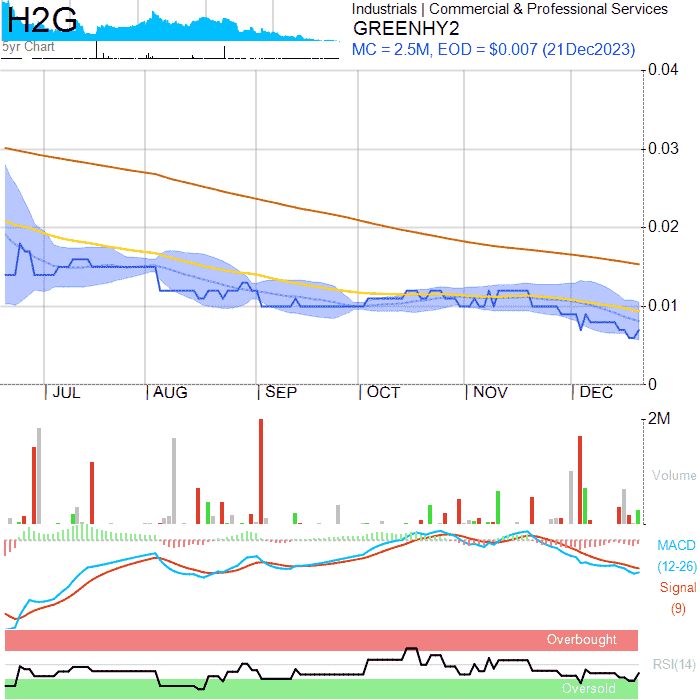 H2G
5yr Chart
Industrials | Commercial & Professional Services
GREENHY2
MC = 2.5M, EOD = $0.007 (21Dec2023)
0.04
0.03
0.02
0.01
0
JUL AUG SEP OCT NOV DEC
2M
Volume
MACD
(12-26)
Signal
(9)
Overbought
RSI(14)
Oversold